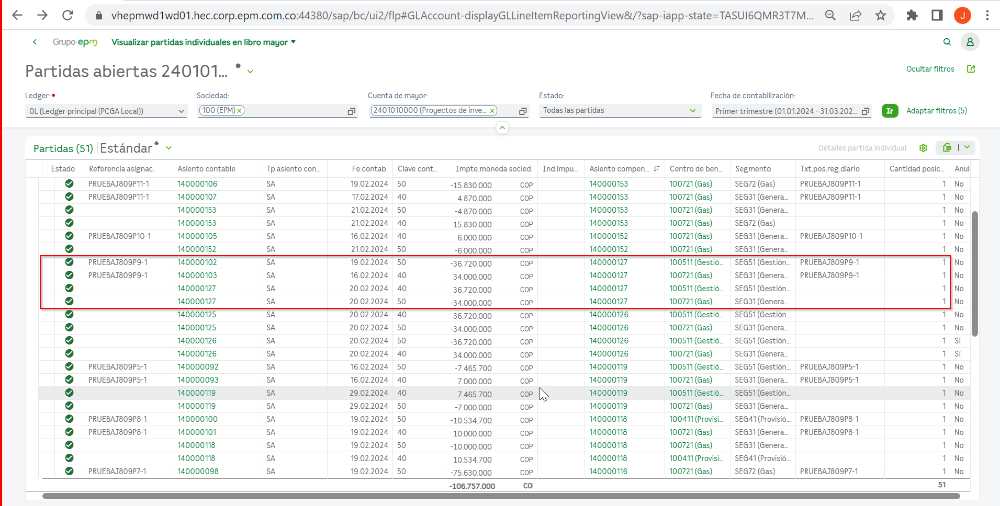 vhepmwd1wd01.hec.corp.epm.com.co:44380/sap/bc/ui2/flp#GLAccount-displayGLLineItemReportingView&/?sap-iapp-state=TASUI6QMR3T7M... J
Grupo·epm Visualizar partidas individuales en libro mayor
Partidas abiertas 240101... *
Ocultar filtros
Ledger: Sociedad: Cuenta de mayor: Estado: Fecha de contabilización:
0L (Ledger principal (PCGA Local)) 100 (EPM) 2401010000 (Proyectos de inve... Todas las partidas Primer trimestre (01.01.2024 - 31.03.202... Ir Adaptar filtros (5)
Partidas (51) Estándar* Detalles partida individual
Estado Referencia asignac. Asiento contable Tp.asiento con... Fe.contab. Clave cont... Impte.moneda socied. Ind.impu... Asiento compen... Centro de ben... Segmento Txt.pos.reg.diario Cantidad posic... Anul
PRUEBAJ809P11-1 140000106 SA 19.02.2024 50 -15.830.000 COP 140000153 100721 (Gas) SEG72 (Gas) PRUEBAJ809P11-1 1 No
PRUEBAJ809P11-1 140000107 SA 17.02.2024 40 4.870.000 COP 140000153 100721 (Gas) SEG31 (Genera... PRUEBAJ809P11-1 1 No
140000153 SA 21.02.2024 50 -4.870.000 COP 140000153 100721 (Gas) SEG31 (Genera... 1 No
140000153 SA 21.02.2024 40 15.830.000 COP 140000153 100721 (Gas) SEG72 (Gas) 1 No
PRUEBAJ809P10-1 140000105 SA 16.02.2024 40 6.000.000 COP 140000152 100721 (Gas) SEG31 (Genera... PRUEBAJ809P10-1 1 No
140000152 SA 21.02.2024 50 -6.000.000 COP 140000152 100721 (Gas) SEG31 (Genera... 1 No
PRUEBAJ809P9-1 140000102 SA 19.02.2024 50 -36.720.000 COP 140000127 100511 (Gestió... SEG51 (Gestión... PRUEBAJ809P9-1 1 No
PRUEBAJ809P9-1 140000103 SA 16.02.2024 40 34.000.000 COP 140000127 100721 (Gas) SEG31 (Genera... PRUEBAJ809P9-1 1 No
140000127 SA 20.02.2024 40 36.720.000 COP 140000127 100511 (Gestió... SEG51 (Gestión... 1 No
140000127 SA 20.02.2024 50 -34.000.000 COP 140000127 100721 (Gas) SEG31 (Genera... 1 No
140000125 SA 20.02.2024 40 36.720.000 COP 140000126 100511 (Gestió... SEG51 (Gestión... 1 No
140000125 SA 20.02.2024 50 -34.000.000 COP 140000126 100721 (Gas) SEG31 (Genera... 1 No
140000126 SA 20.02.2024 50 -36.720.000 COP 140000126 100511 (Gestió... SEG51 (Gestión... 1 Sí
140000126 SA 20.02.2024 40 34.000.000 COP 140000126 100721 (Gas) SEG31 (Genera... 1 Sí
PRUEBAJ809P5-1 140000092 SA 16.02.2024 50 -7.465.700 COP 140000119 100511 (Gestió... SEG51 (Gestión... PRUEBAJ809P5-1 1 No
PRUEBAJ809P5-1 140000093 SA 16.02.2024 40 7.000.000 COP 140000119 100721 (Gas) SEG31 (Genera... PRUEBAJ809P5-1 1 No
140000119 SA 29.02.2024 40 7.465.700 COP 140000119 100511 (Gestió... SEG51 (Gestión... 1 No
140000119 SA 29.02.2024 50 -7.000.000 COP 140000119 100721 (Gas) SEG31 (Genera... 1 No
PRUEBAJ809P8-1 140000100 SA 19.02.2024 50 -10.534.700 COP 140000118 100411 (Provisi... SEG41 (Provisió... PRUEBAJ809P8-1 1 No
PRUEBAJ809P8-1 140000101 SA 19.02.2024 40 10.000.000 COP 140000118 100721 (Gas) SEG31 (Genera... PRUEBAJ809P8-1 1 No
140000118 SA 19.02.2024 50 -10.000.000 COP 140000118 100721 (Gas) SEG31 (Genera... 1 No
140000118 SA 19.02.2024 40 10.534.700 COP 140000118 100411 (Provisi... SEG41 (Provisió... 1 No
PRUEBAJ809P7-1 140000098 SA 19.02.2024 50 -75.630.000 COP 140000116 100721 (Gas) SEG72 (Gas) PRUEBAJ809P7-1 1 No
-106.757.000 COP 51